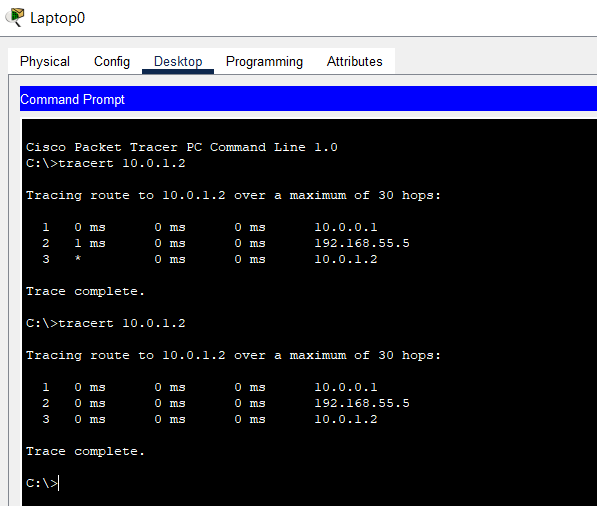 Laptop0
Physical Config Desktop Programming Attributes
Command Prompt
Cisco Packet Tracer PC Command Line 1.0
C:\>tracert 10.0.1.2
Tracing route to 10.0.1.2 over a maximum of 30 hops:
1 0 ms 0 ms 0 ms 10.0.0.1
2 1 ms 0 ms 0 ms 192.168.55.5
3 * 0 ms 0 ms 10.0.1.2
Trace complete.
C:\>tracert 10.0.1.2
Tracing route to 10.0.1.2 over a maximum of 30 hops:
1 0 ms 0 ms 0 ms 10.0.0.1
2 0 ms 0 ms 0 ms 192.168.55.5
3 0 ms 0 ms 0 ms 10.0.1.2
Trace complete.
C:\>